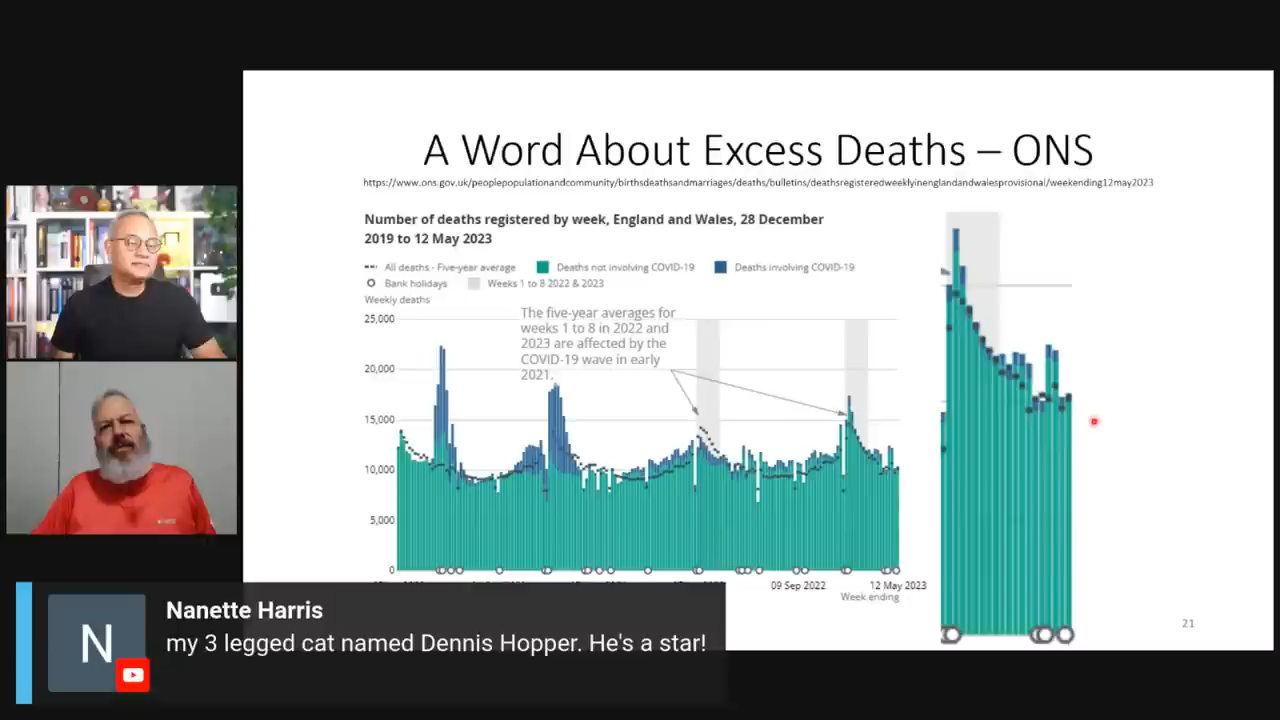 A Word About Excess Deaths – ONS
https://www.ons.gov.uk/peoplepopulationandcommunity/birthsdeathsandmarriages/deaths/bulletins/deathsregisteredweeklyinenglandandwalesprovisional/weekending12may2023
Number of deaths registered by week, England and Wales, 28 December
2019 to 12 May 2023
All deaths - Five-year average
Deaths not involving COVID-19
Deaths involving COVID-19
Bank holidays
Weeks 1 to 8 2022 & 2023
Weekly deaths
The five-year averages for
weeks 1 to 8 in 2022 and
2023 are affected by the
COVID-19 wave in early
2021.
25,000
20,000
15,000
10,000
5,000
0
09 Sep 2022
12 May 2023
Week ending
21
N
Nanette Harris
my 3 legged cat named Dennis Hopper. He's a star!